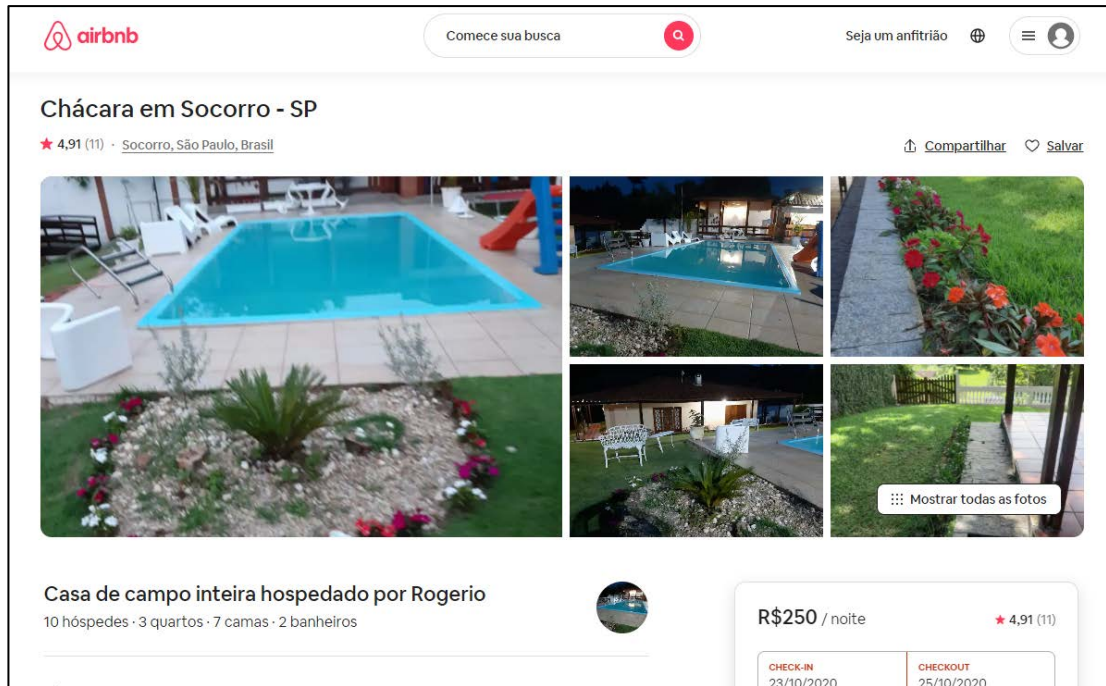 airbnb
Comece sua busca
Seja um anfitrião
Chácara em Socorro - SP
4,91 (11) · Socorro, São Paulo, Brasil
Compartilhar
Salvar
Mostrar todas as fotos
Casa de campo inteira hospedado por Rogerio
10 hóspedes · 3 quartos · 7 camas · 2 banheiros
R$250 / noite
4,91 (11)
CHECK-IN
23/10/2020
CHECKOUT
25/10/2020